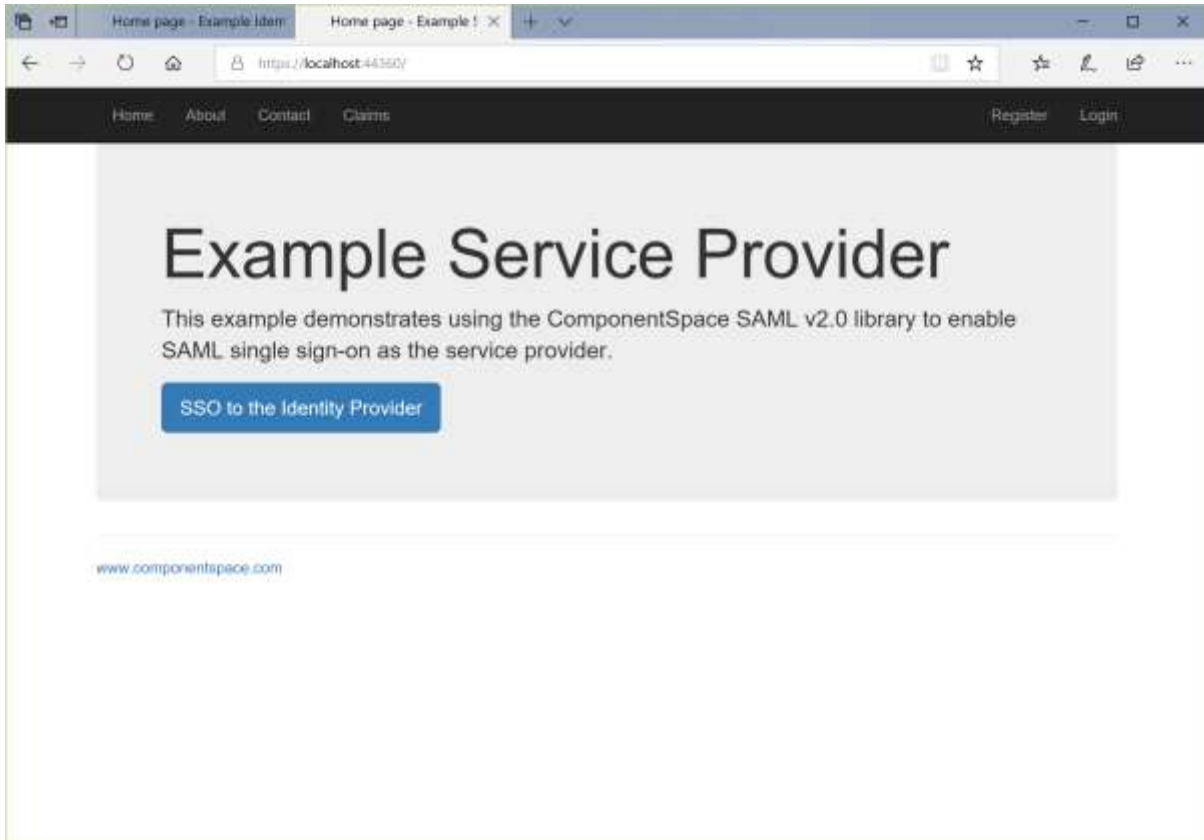 Home page - Example Iden
Home page - Example S
https://localhost:44360/
Home About Contact Claims Register Login
Example Service Provider
This example demonstrates using the ComponentSpace SAML v2.0 library to enable
SAML single sign-on as the service provider.
SSO to the Identity Provider
www.componentspace.com